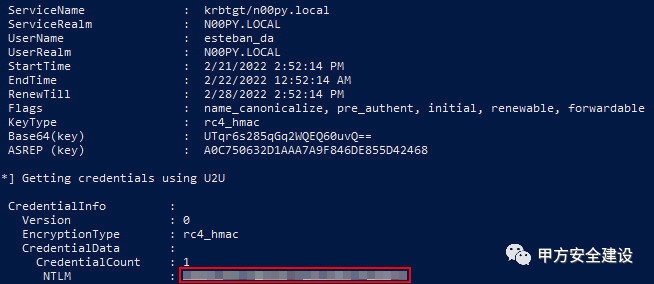 ServiceName : krbtgt/n00py.local
ServiceRealm : N00PY.LOCAL
UserName : esteban_da
UserRealm : N00PY.LOCAL
StartTime : 2/21/2022 2:52:14 PM
EndTime : 2/22/2022 12:52:14 AM
RenewTill : 2/28/2022 2:52:14 PM
Flags : name_canonicalize, pre_authent, initial, renewable, forwardable
KeyType : rc4_hmac
Base64(key) : UTqr6s285qGq2WQEQ60uvQ==
ASREP (key) : A0C750632D1AAA7A9F846DE855D42468
*] Getting credentials using U2U
CredentialInfo :
Version : 0
EncryptionType : rc4_hmac
CredentialData :
CredentialCount : 1
NTLM :
甲方安全建设